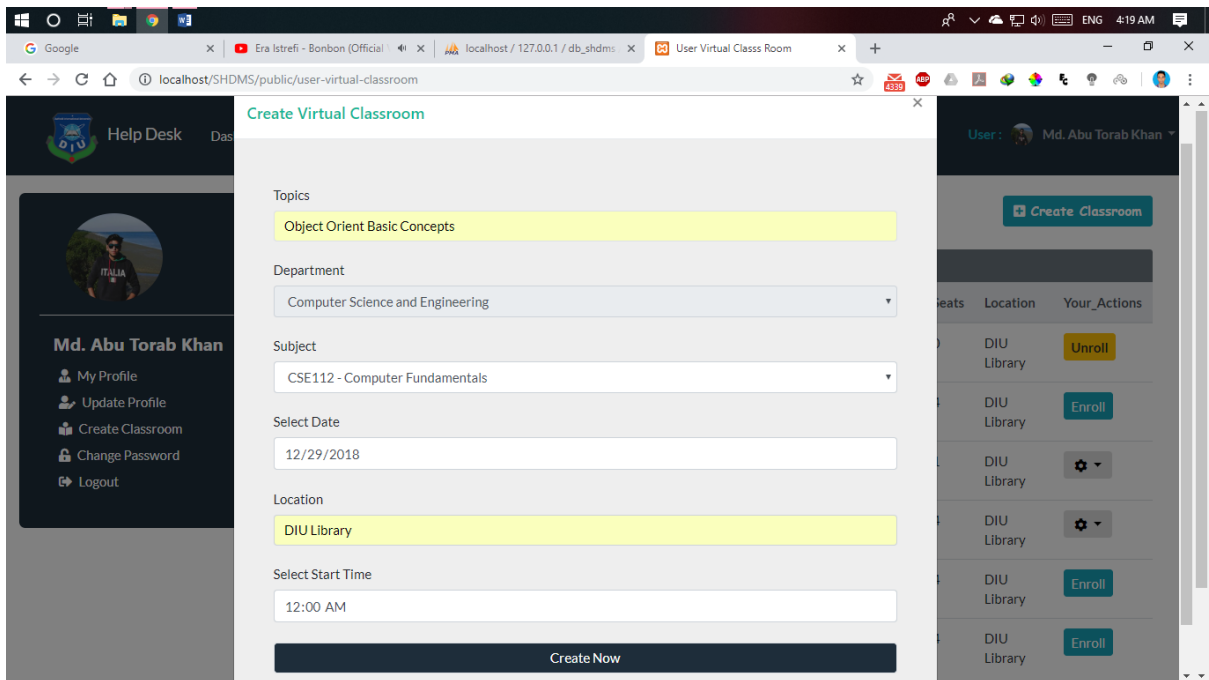 ENG 4:19 AM
Google
Era Istrefi - Bonbon (Official
localhost / 127.0.0.1 / db_shdms
User Virtual Classs Room
localhost/SHDMS/public/user-virtual-classroom
4339
ABP
DIU
Help Desk
Das
Create Virtual Classroom
User :
Md. Abu Torab Khan
Create Classroom
ITALIA
Md. Abu Torab Khan
My Profile
Update Profile
Create Classroom
Change Password
Logout
Topics
Object Orient Basic Concepts
Department
Computer Science and Engineering
Subject
CSE112 - Computer Fundamentals
Select Date
12/29/2018
Location
DIU Library
Select Start Time
12:00 AM
Create Now
Seats Location Your_Actions
DIU
Library
Unroll
DIU
Library
Enroll
DIU
Library
DIU
Library
DIU
Library
Enroll
DIU
Library
Enroll